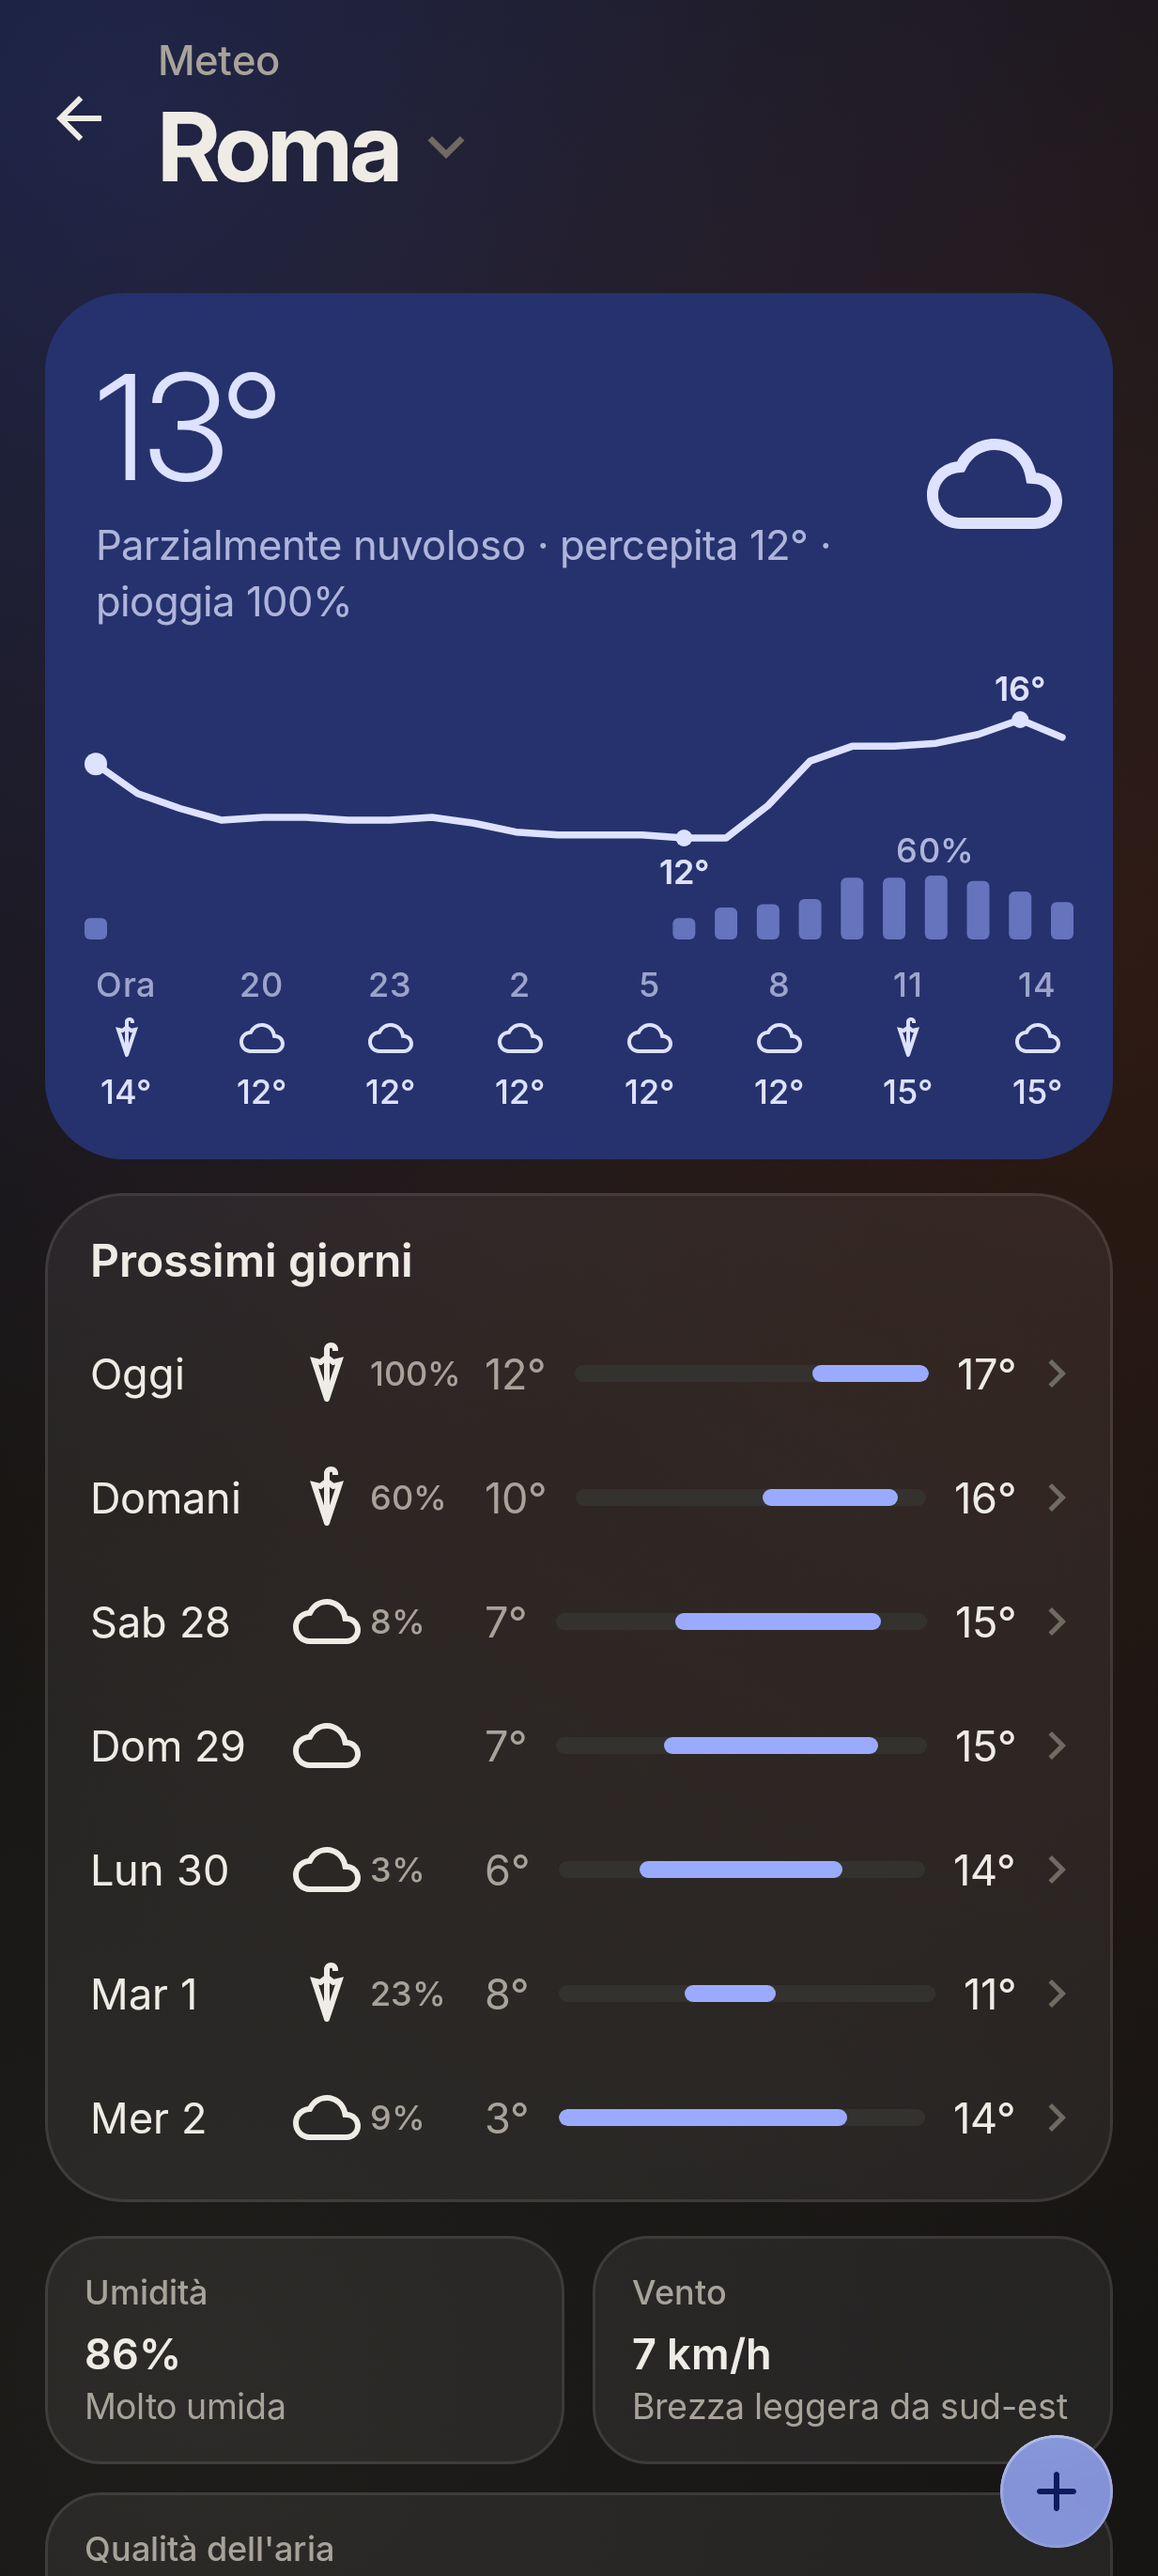 Meteo
Roma
13°
Parzialmente nuvoloso · percepita 12° ·
pioggia 100%
16°
12°
60%
Ora 20 23 2 5 8 11 14
14° 12° 12° 12° 12° 12° 15° 15°
Prossimi giorni
Oggi 100% 12° 17°
Domani 60% 10° 16°
Sab 28 8% 7° 15°
Dom 29 7° 15°
Lun 30 3% 6° 14°
Mar 1 23% 8° 11°
Mer 2 9% 3° 14°
Umidità
86%
Molto umida
Vento
7 km/h
Brezza leggera da sud-est
Qualità dell'aria